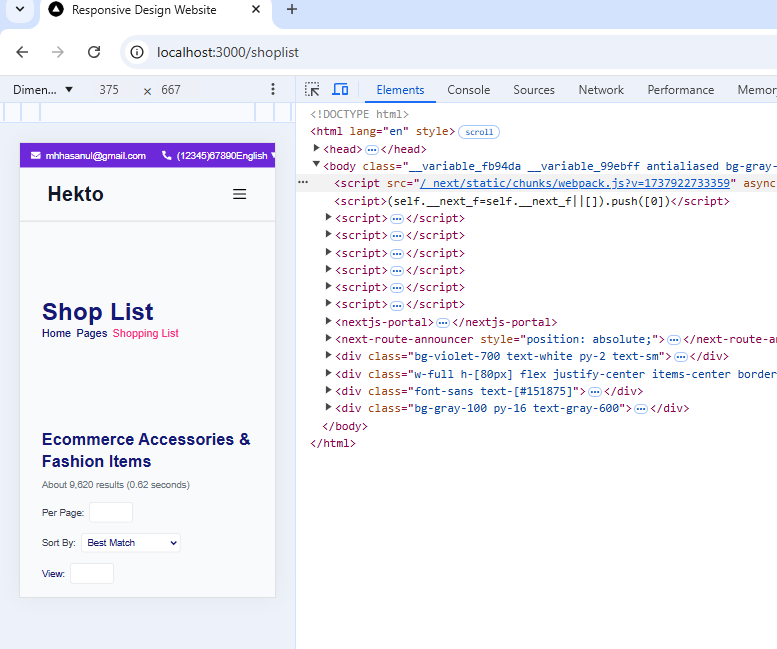 Responsive Design Website
localhost:3000/shoplist
Dimen... 375 × 667
Elements Console Sources Network Performance Memory
<!DOCTYPE html>
<html lang="en" style> scroll
<head> ... </head>
<body class="__variable_fb94da __variable_99ebff antialiased bg-gray-
... <script src="/_next/static/chunks/webpack.js?v=1737922733359" async
<script>(self.__next_f=self.__next_f||[]).push([0])</script>
<script> ... </script>
<script> ... </script>
<script> ... </script>
<script> ... </script>
<script> ... </script>
<script> ... </script>
<nextjs-portal> ... </nextjs-portal>
<next-route-announcer style="position: absolute;"> ... </next-route-an
<div class="bg-violet-700 text-white py-2 text-sm"> ... </div>
<div class="w-full h-[80px] flex justify-center items-center border
<div class="font-sans text-[#151875]"> ... </div>
<div class="bg-gray-100 py-16 text-gray-600"> ... </div>
</body>
</html>
mhhasanul@gmail.com (12345)67890English
Hekto
Shop List
Home Pages Shopping List
Ecommerce Accessories &
Fashion Items
About 9,620 results (0.62 seconds)
Per Page:
Sort By: Best Match
View: